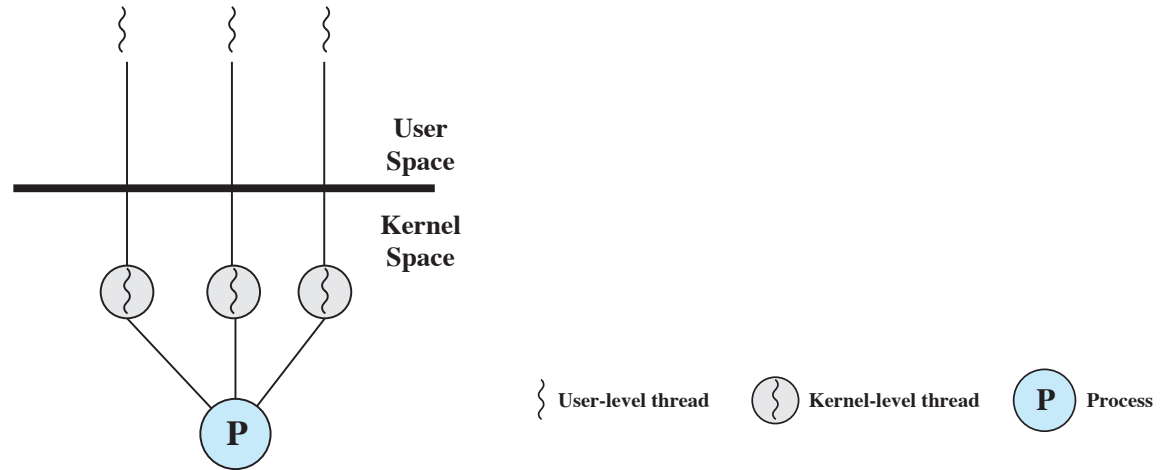 User
Space
Kernel
Space
P
User-level thread
Kernel-level thread
P
Process